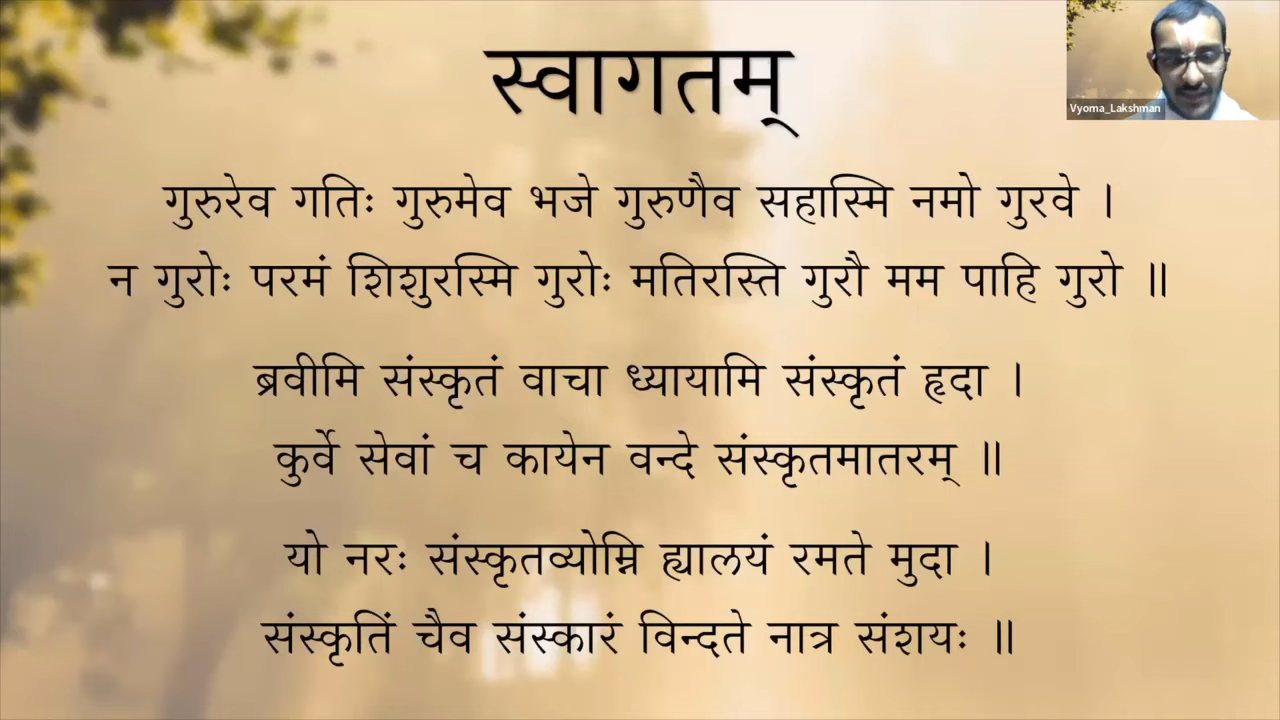 स्वागतम्
Vyoma_Lakshman
गुरुरेव गतिः गुरुमेव भजे गुरुणैव सहास्मि नमो गुरवे ।
न गुरोः परमं शिशुरस्मि गुरोः मतिरस्ति गुरौ मम पाहि गुरो ॥
ब्रवीमि संस्कृतं वाचा ध्यायामि संस्कृतं हृदा ।
कुर्वे सेवां च कायेन वन्दे संस्कृतमातरम् ॥
यो नरः संस्कृतव्योम्नि ह्यालयं रमते मुदा ।
संस्कृतिं चैव संस्कारं विन्दते नात्र संशयः ॥